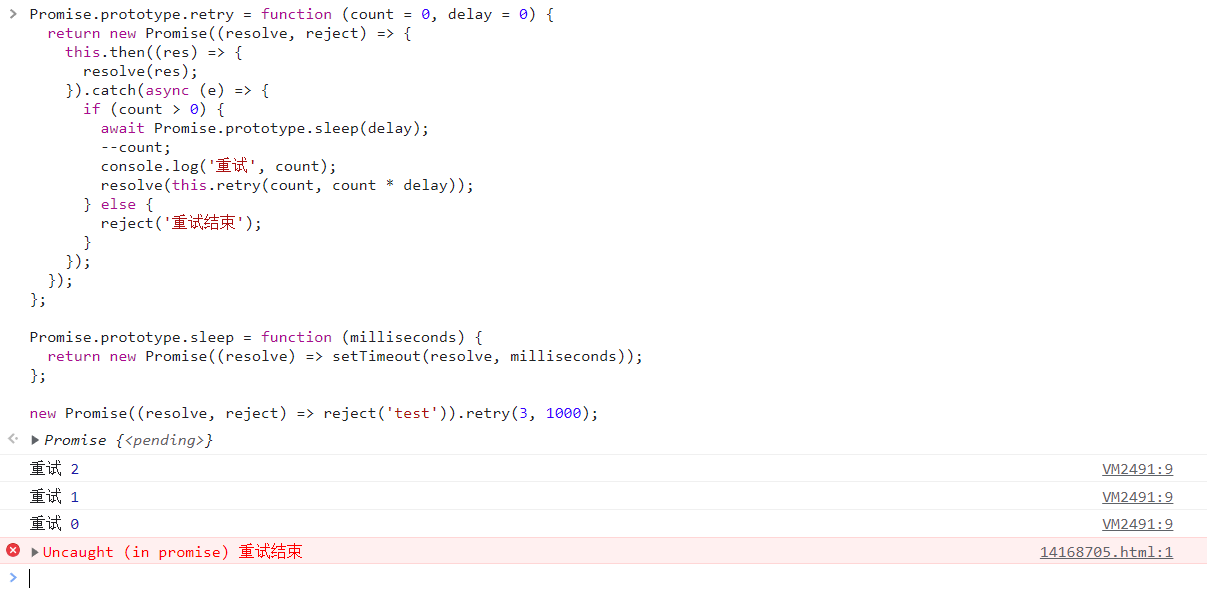 Promise.prototype.retry = function (count = 0, delay = 0) {
  return new Promise((resolve, reject) => {
    this.then((res) => {
      resolve(res);
    }).catch(async (e) => {
      if (count > 0) {
        await Promise.prototype.sleep(delay);
        --count;
        console.log('重试', count);
        resolve(this.retry(count, count * delay));
      } else {
        reject('重试结束');
      }
    });
  });
};

Promise.prototype.sleep = function (milliseconds) {
  return new Promise((resolve) => setTimeout(resolve, milliseconds));
};

new Promise((resolve, reject) => reject('test')).retry(3, 1000);
Promise {<pending>}
重试 2 VM2491:9
重试 1 VM2491:9
重试 0 VM2491:9
Uncaught (in promise) 重试结束 14168705.html:1